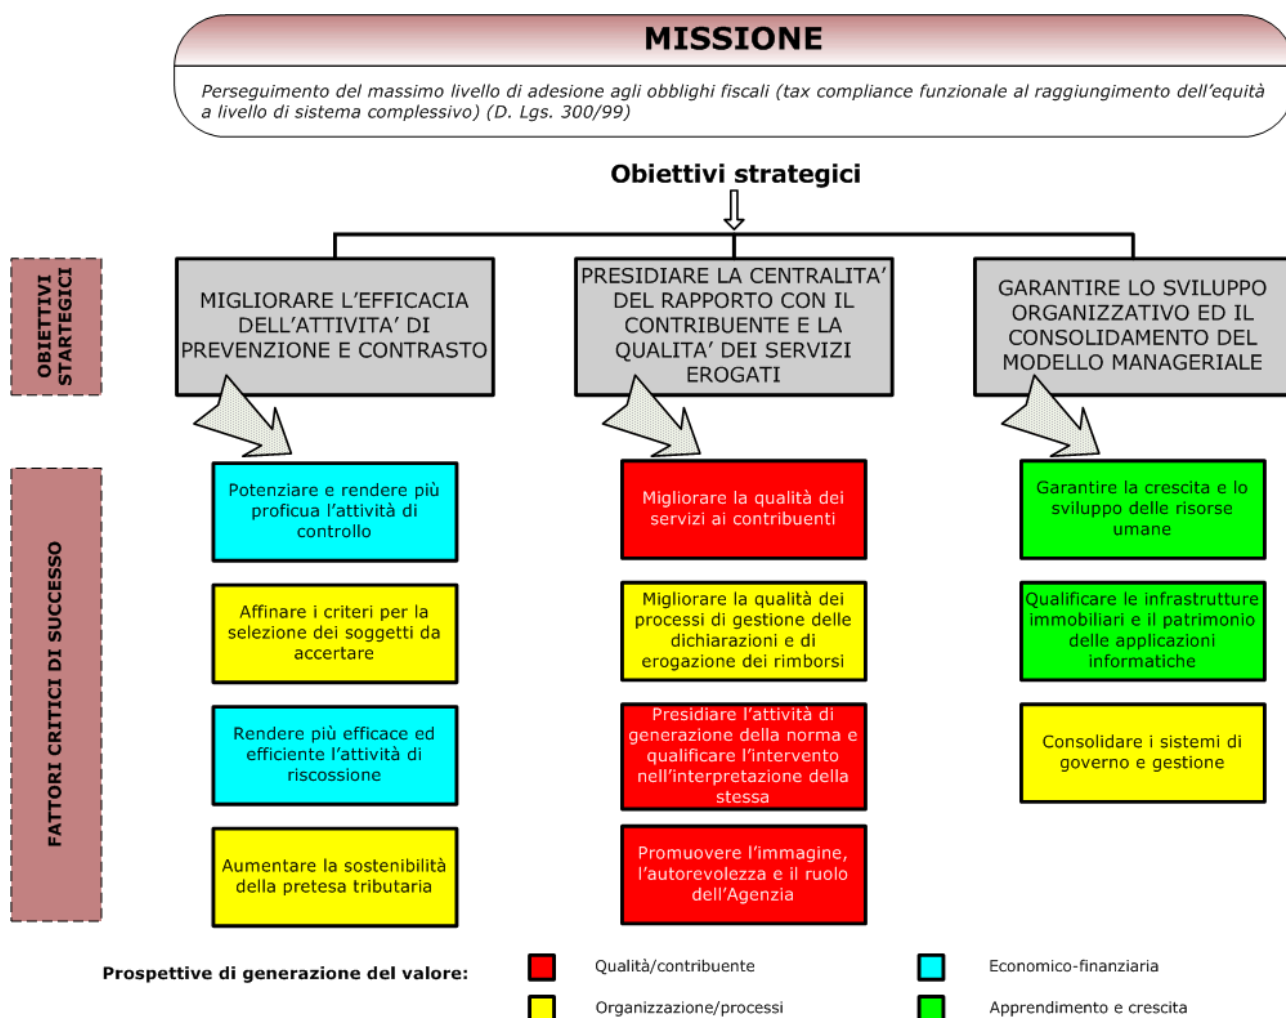 MISSIONE
Perseguimento del massimo livello di adesione agli obblighi fiscali (tax compliance funzionale al raggiungimento dell'equità
a livello di sistema complessivo) (D. Lgs. 300/99)
Obiettivi strategici
OBIETTIVI
STARTEGICI
MIGLIORARE L'EFFICACIA
DELL'ATTIVITA' DI
PREVENZIONE E CONTRASTO
PRESIDIARE LA CENTRALITA'
DEL RAPPORTO CON IL
CONTRIBUENTE E LA
QUALITA' DEI SERVIZI
EROGATI
GARANTIRE LO SVILUPPO
ORGANIZZATIVO ED IL
CONSOLIDAMENTO DEL
MODELLO MANAGERIALE
FATTORI CRITICI DI SUCCESSO
Potenziare e rendere più
proficua l'attività di
controllo
Affinare i criteri per la
selezione dei soggetti da
accertare
Rendere più efficace ed
efficiente l'attività di
riscossione
Aumentare la sostenibilità
della pretesa tributaria
Migliorare la qualità dei
servizi ai contribuenti
Migliorare la qualità dei
processi di gestione delle
dichiarazioni e di
erogazione dei rimborsi
Presidiare l'attività di
generazione della norma e
qualificare l'intervento
nell'interpretazione della
stessa
Promuovere l'immagine,
l'autorevolezza e il ruolo
dell'Agenzia
Garantire la crescita e lo
sviluppo delle risorse
umane
Qualificare le infrastrutture
immobiliari e il patrimonio
delle applicazioni
informatiche
Consolidare i sistemi di
governo e gestione
Prospettive di generazione del valore:
Qualità/contribuente
Economico-finanziaria
Organizzazione/processi
Apprendimento e crescita